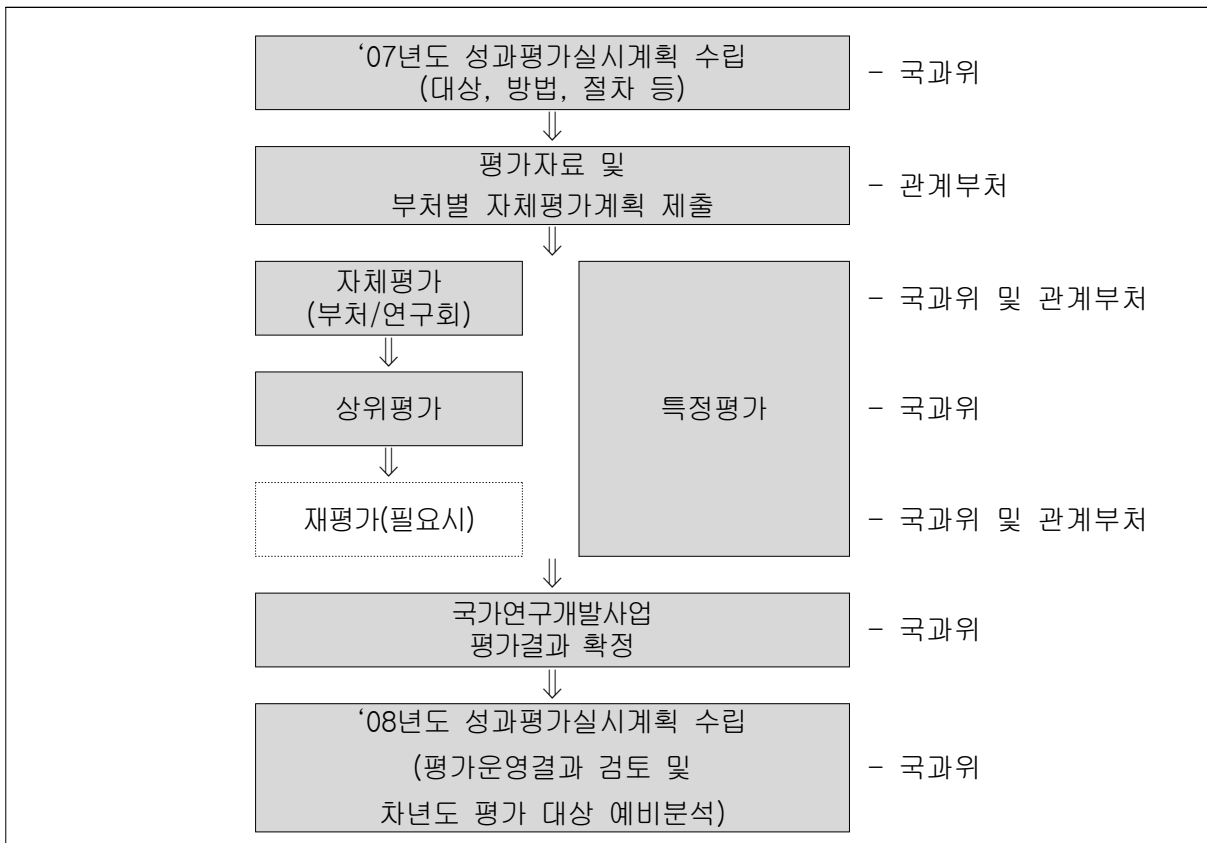 ‘07년도 성과평가실시계획 수립
(대상, 방법, 절차 등)
- 국과위
⇓
평가자료 및
부처별 자체평가계획 제출
- 관계부처
⇓
자체평가
(부처/연구회)
- 국과위 및 관계부처
⇓
상위평가
특정평가
- 국과위
⇓
재평가(필요시)
- 국과위 및 관계부처
⇓
국가연구개발사업
평가결과 확정
- 국과위
⇓
‘08년도 성과평가실시계획 수립
(평가운영결과 검토 및
차년도 평가 대상 예비분석)
- 국과위